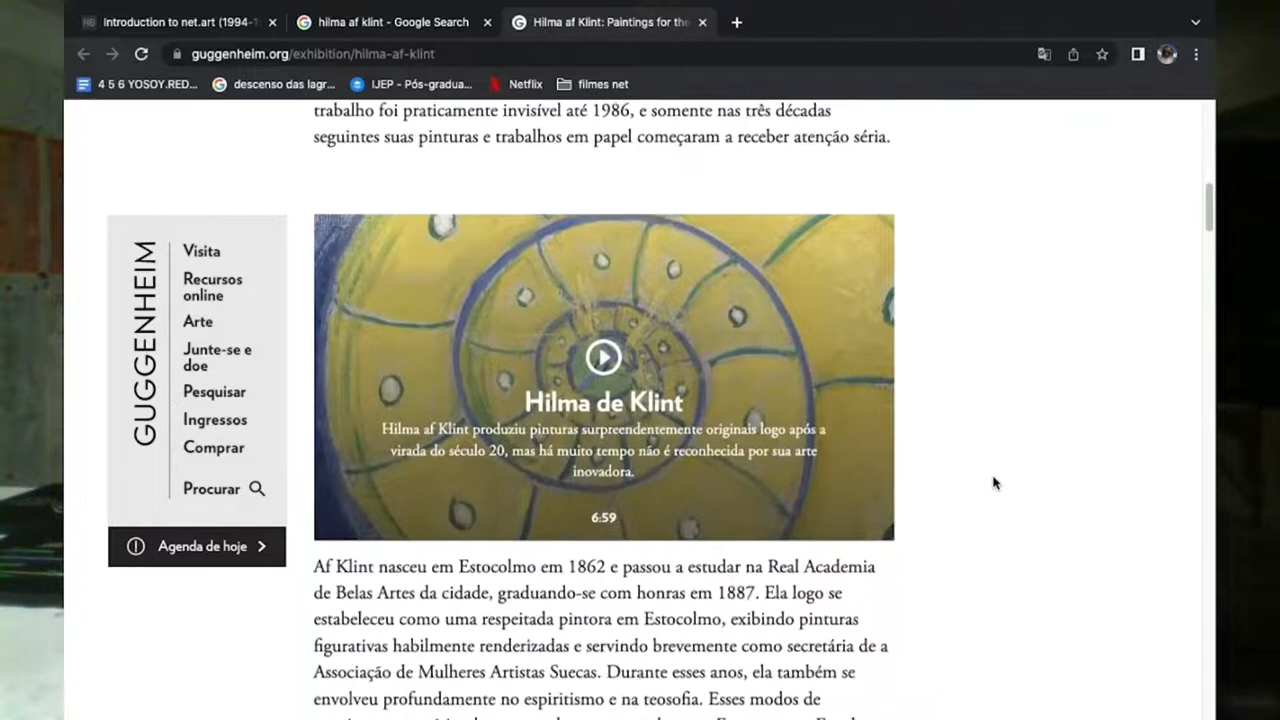 Introduction to net.art (1994-1
hilma af klint - Google Search
Hilma af Klint: Paintings for the
guggenheim.org/exhibition/hilma-af-klint
4 5 6 YOSOY.RED...
descenso das lagr...
IJEP - Pós-gradua...
Netflix
filmes net
trabalho foi praticamente invisível até 1986, e somente nas três décadas
seguintes suas pinturas e trabalhos em papel começaram a receber atenção séria.
GUGGENHEIM
Visita
Recursos
online
Arte
Junte-se e
doe
Pesquisar
Ingressos
Comprar
Procurar
Agenda de hoje
Hilma de Klint
Hilma af Klint produziu pinturas surpreendentemente originais logo após a
virada do século 20, mas há muito tempo não é reconhecida por sua arte
inovadora.
6:59
Af Klint nasceu em Estocolmo em 1862 e passou a estudar na Real Academia
de Belas Artes da cidade, graduando-se com honras em 1887. Ela logo se
estabeleceu como uma respeitada pintora em Estocolmo, exibindo pinturas
figurativas habilmente renderizadas e servindo brevemente como secretária de a
Associação de Mulheres Artistas Suecas. Durante esses anos, ela também se
envolveu profundamente no espiritismo e na teosofia. Esses modos de